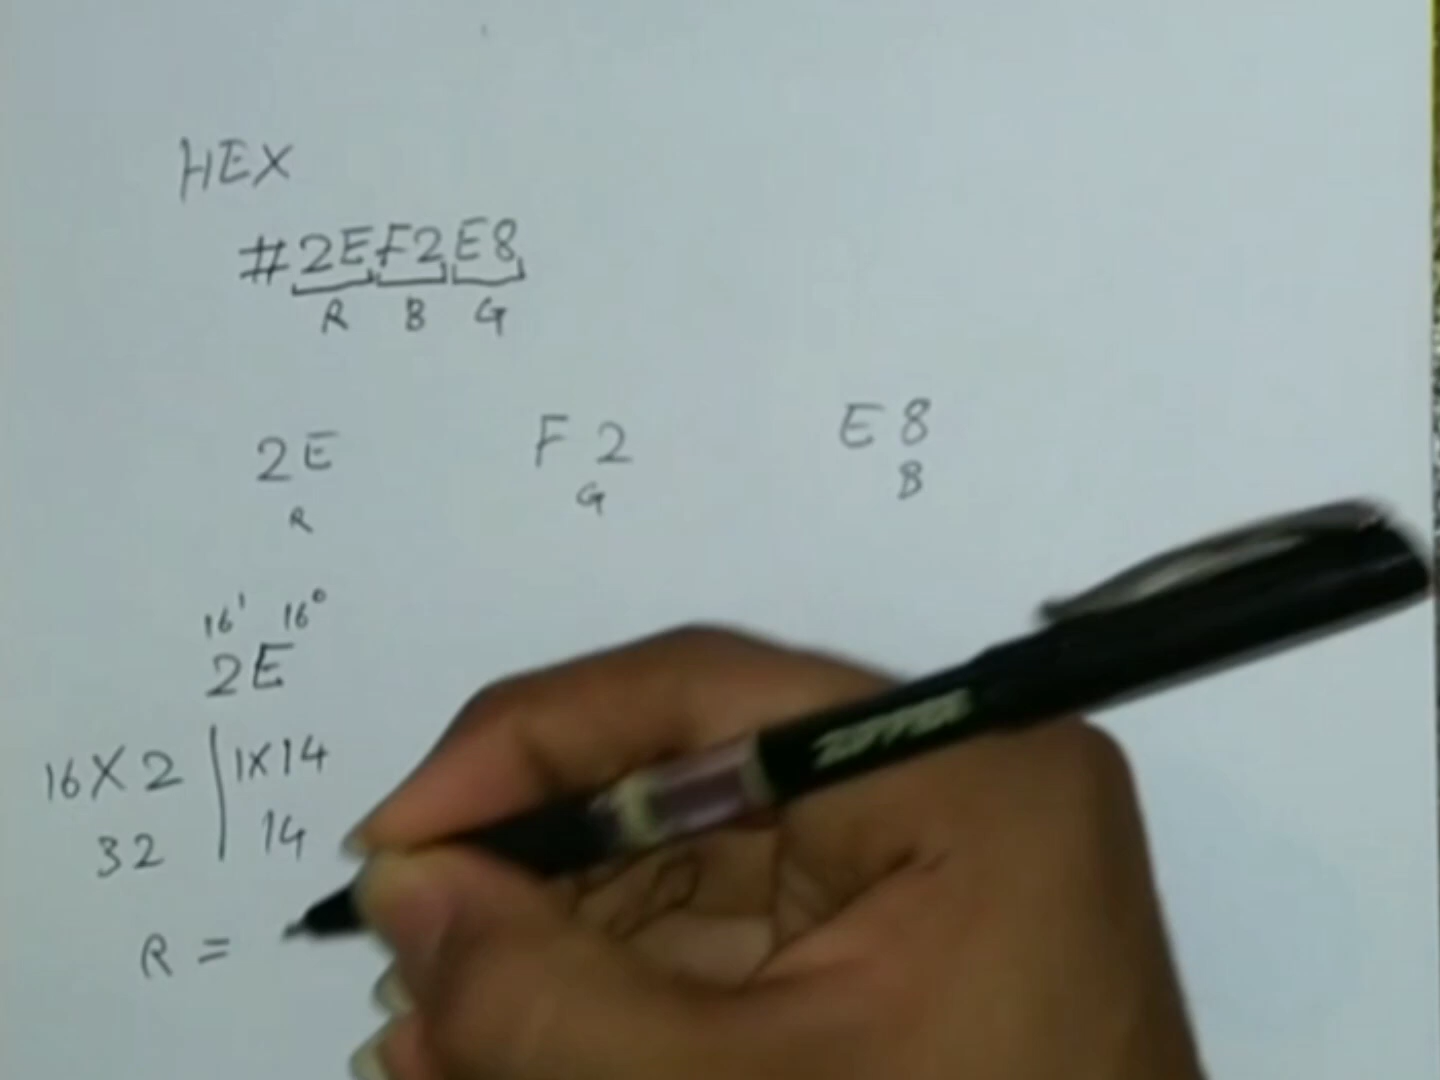 HEX
#2EF2E8
R B G
2E F2 E8
R G B
16¹ 16⁰
2E
16X2 | 1X14
32 | 14
R =